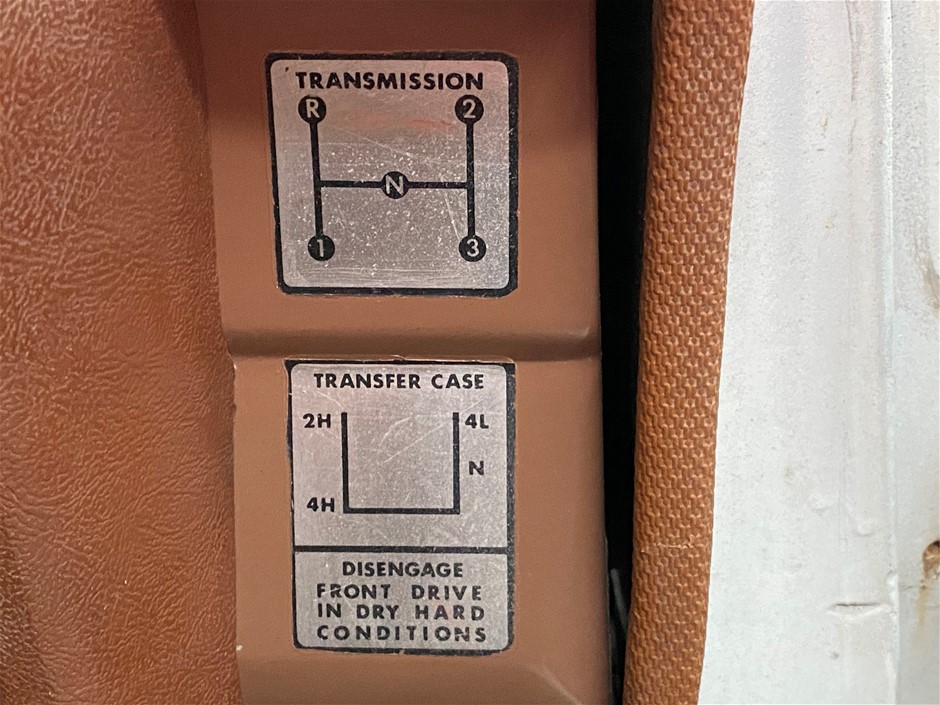 TRANSMISSION
R 2
N
1 3
TRANSFER CASE
2H 4L
N
4H
DISENGAGE
FRONT DRIVE
IN DRY HARD
CONDITIONS